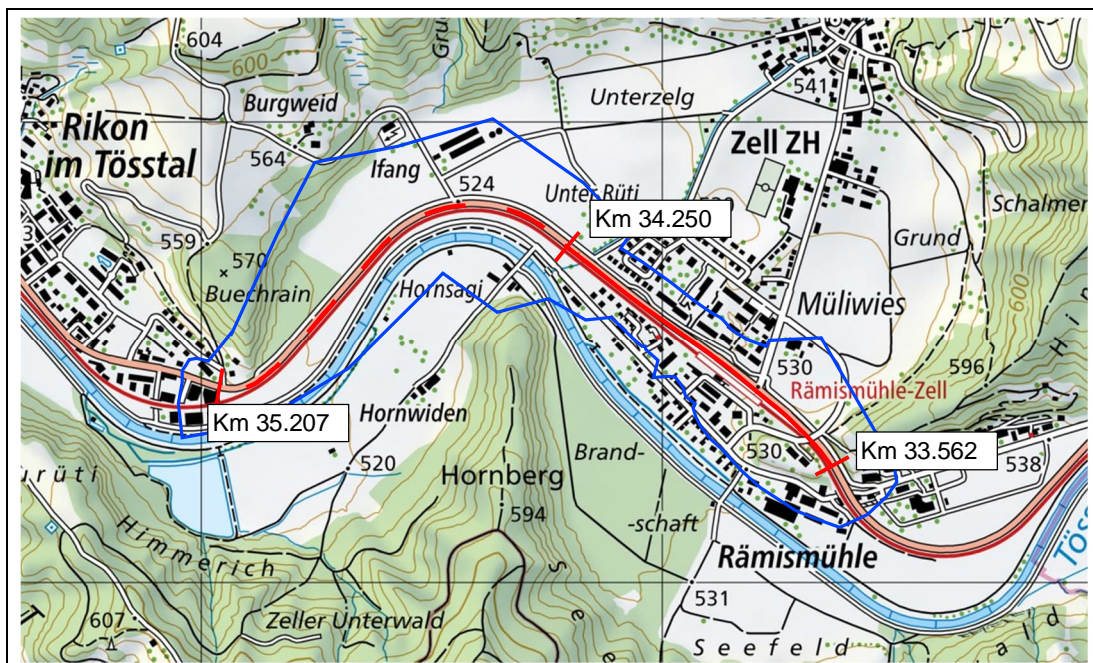 604
600
Burgweid
Unterzelg
541
Rikon
im Tösstal
564
Ifang
Zell ZH
524
Unter Rüti
Km 34.250
Schalmen
559
570
Buechrain
Hornsagi
Grund
600
Müliwies
530
596
Rämismühle-Zell
Km 35.207
Hornwiden
Km 33.562
520
Hornberg
Brand-
530
538
594
-schaft
Himmerich
Rämismühle
607
Zeller Unterwald
531
Seefeld